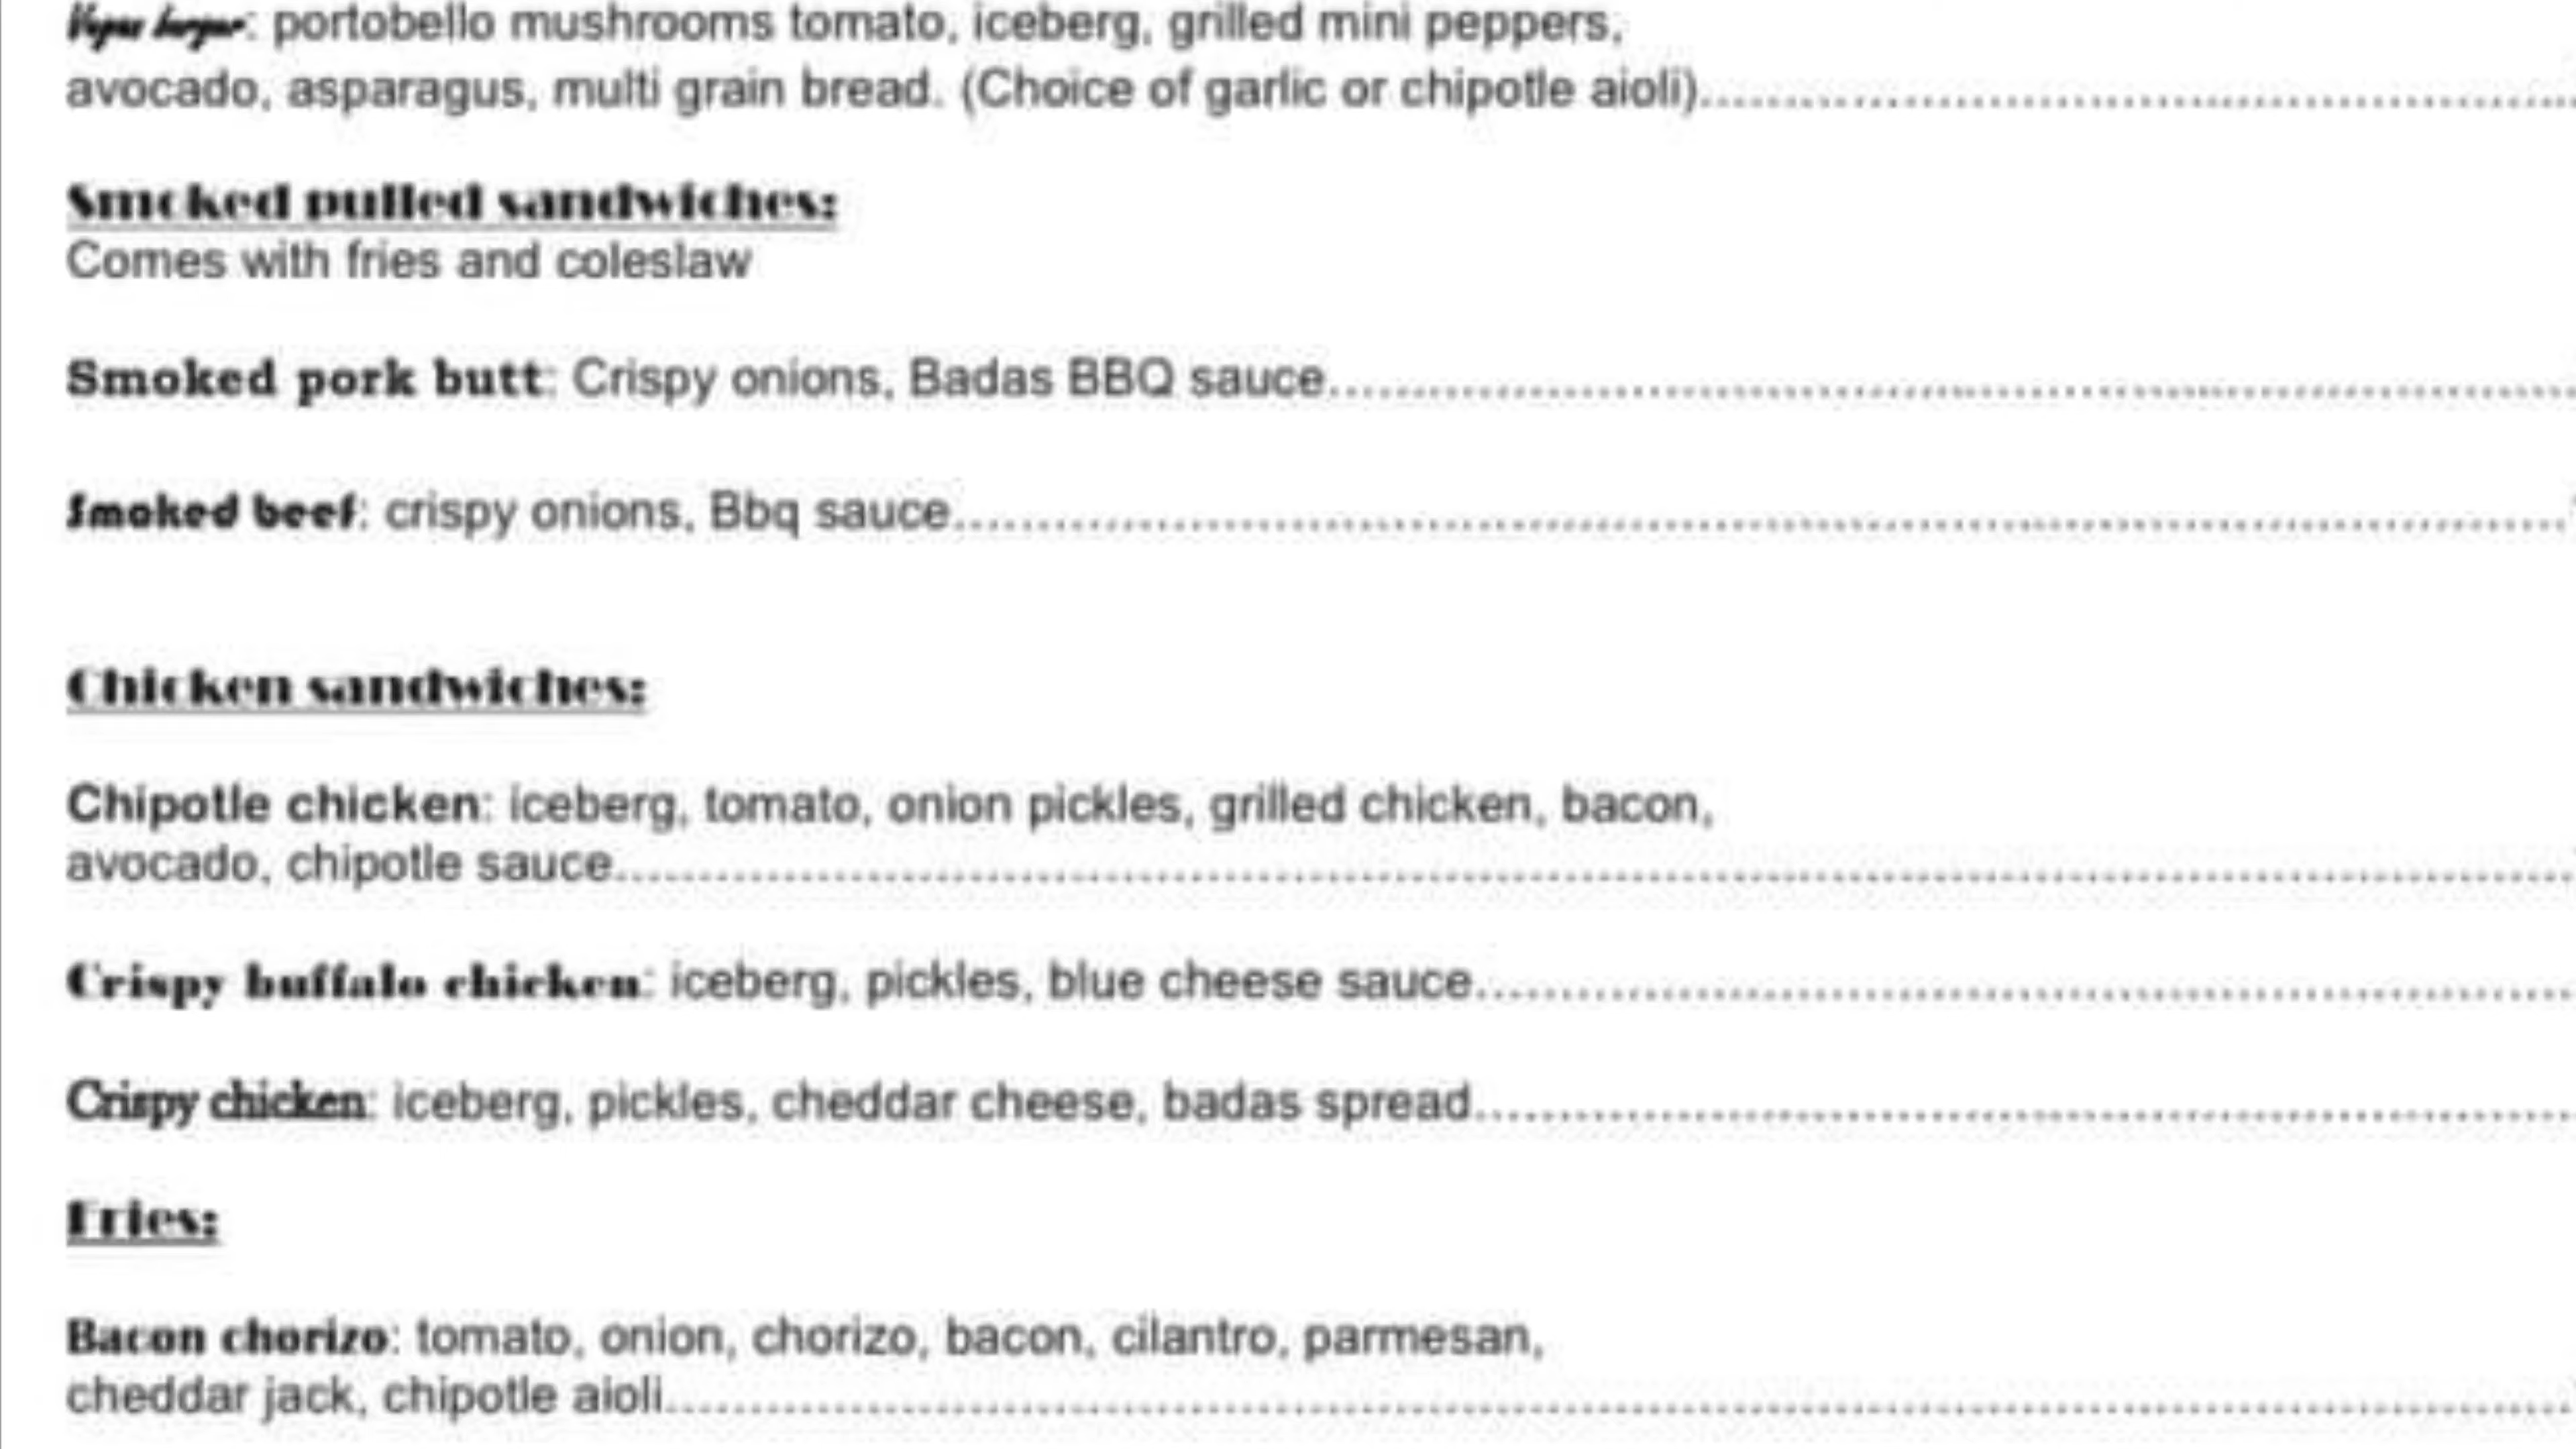 : portobello mushrooms tomato, iceberg, grilled mini peppers,
avocado, asparagus, multi grain bread. (Choice of garlic or chipotle aioli)..........................................
Smoked pulled sandwiches:
Comes with fries and coleslaw
Smoked pork butt: Crispy onions, Badas BBQ sauce..........................................
Smoked beef: crispy onions, Bbq sauce..........................................
Chicken sandwiches:
Chipotle chicken: iceberg, tomato, onion pickles, grilled chicken, bacon,
avocado, chipotle sauce..........................................
Crispy buffalo chicken: iceberg, pickles, blue cheese sauce..........................................
Crispy chicken: iceberg, pickles, cheddar cheese, badas spread..........................................
Fries:
Bacon chorizo: tomato, onion, chorizo, bacon, cilantro, parmesan,
cheddar jack, chipotle aioli..........................................